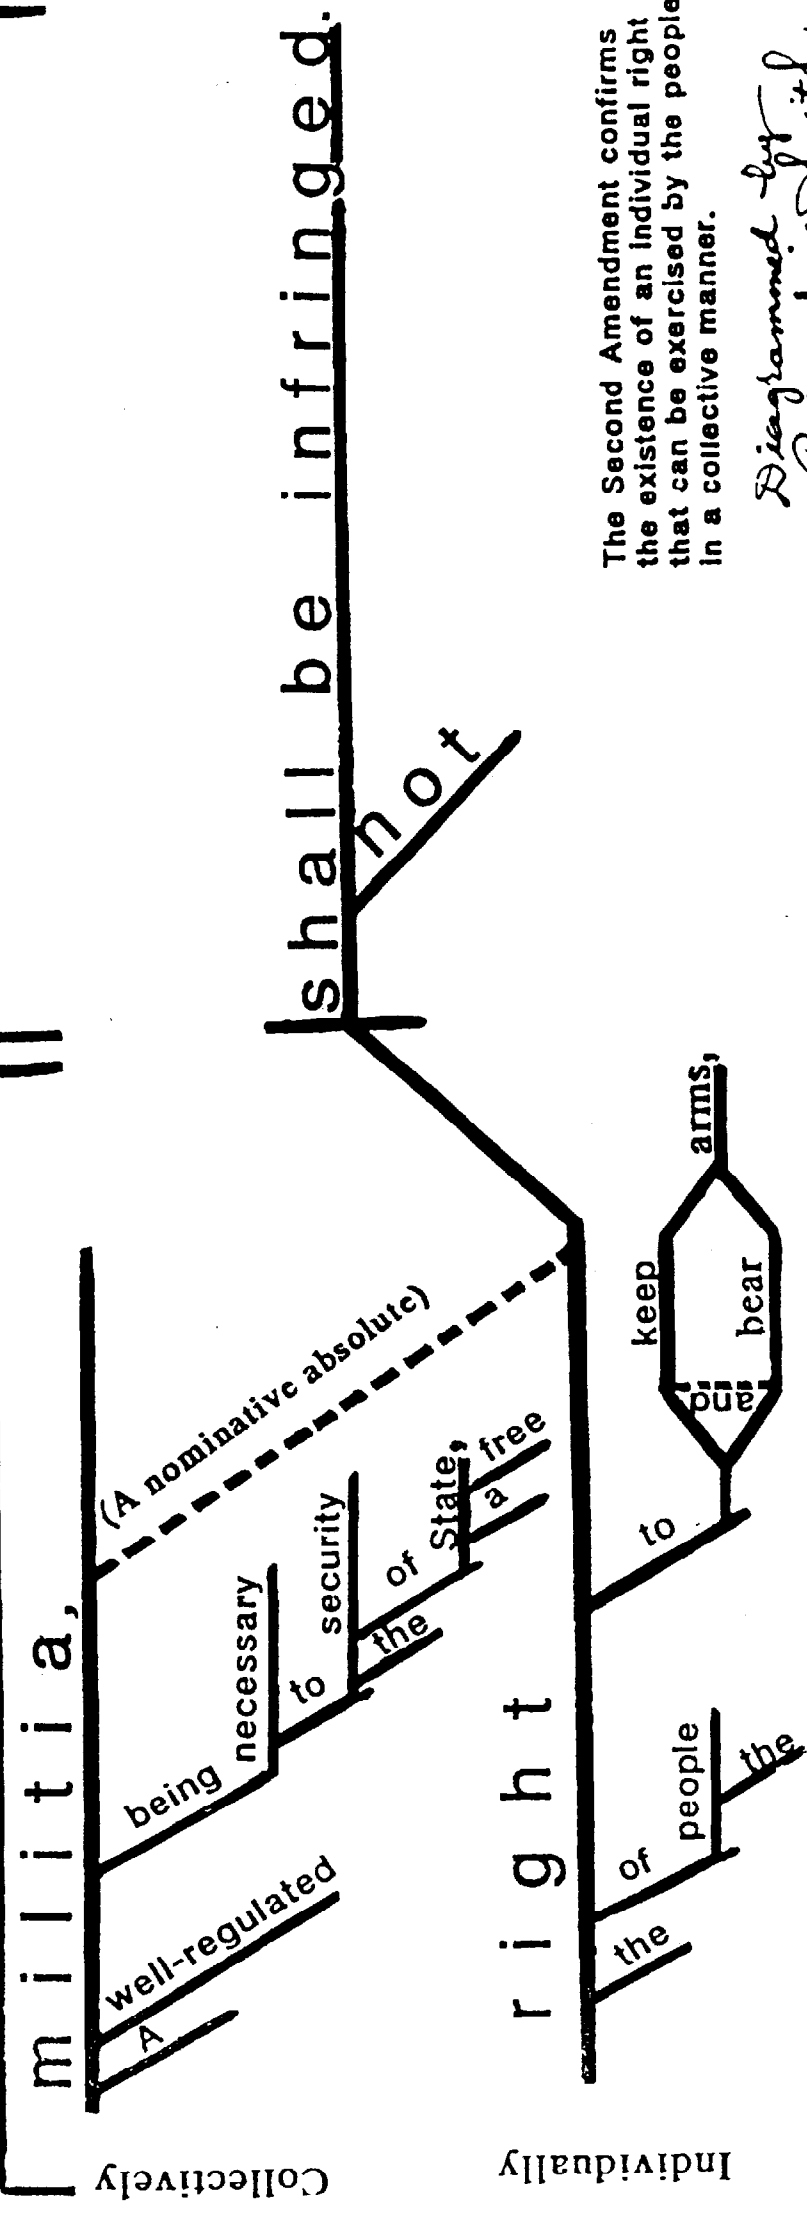 Collectively
militia,
A
well-regulated
being
necessary
to
the
security
of
State,
a
free
(A nominative absolute)
Individually
right
the
of
people
the
to
and
keep
bear
arms,
shall be infringed.
not
The Second Amendment confirms
the existence of an individual right
that can be exercised by the people
in a collective manner.
Diagrammed by